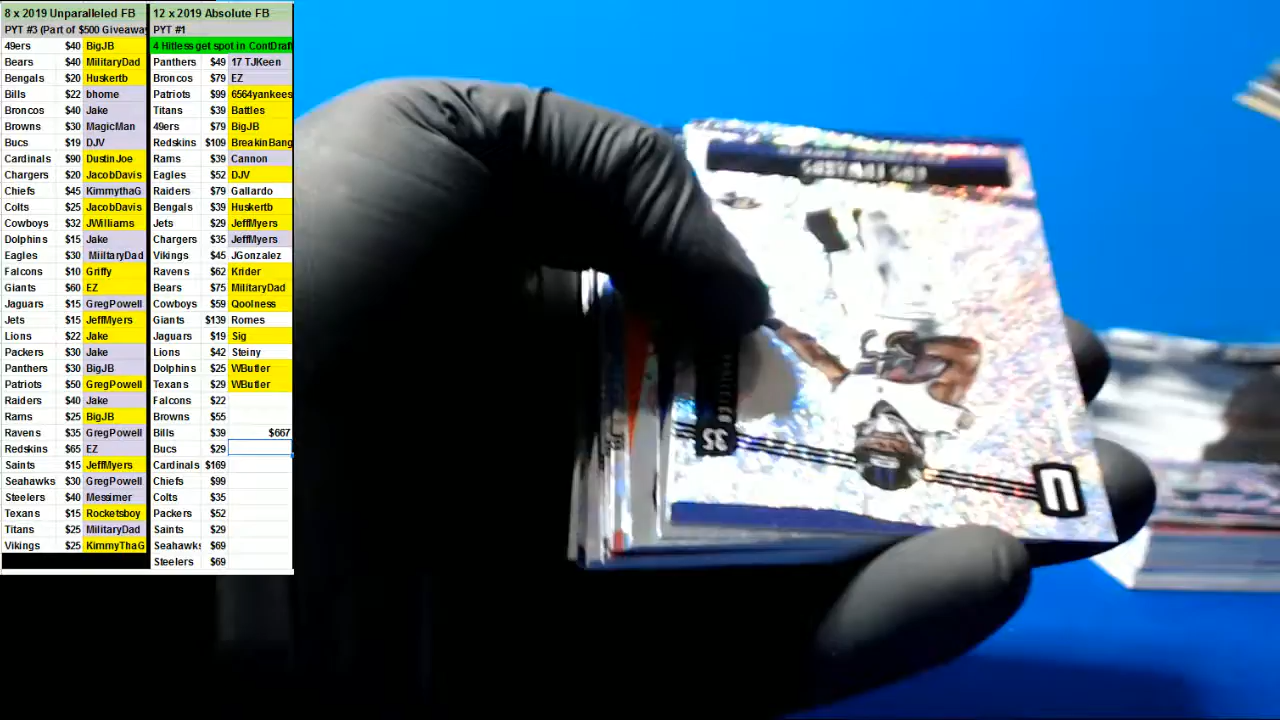 8 x 2019 Unparalleled FB
PYT #3 (Part of $500 Giveaway
49ers $40 BigJB
Bears $40 MilitaryDad
Bengals $20 Huskertb
Bills $22 bhome
Broncos $40 Jake
Browns $30 MagicMan
Bucs $19 DJV
Cardinals $90 DustinJoe
Chargers $20 JacobDavis
Chiefs $45 KimmythaG
Colts $25 JacobDavis
Cowboys $32 JWilliams
Dolphins $15 Jake
Eagles $30 MiiltaryDad
Falcons $10 Griffy
Giants $60 EZ
Jaguars $15 GregPowell
Jets $15 JeffMyers
Lions $22 Jake
Packers $30 Jake
Panthers $30 BigJB
Patriots $50 GregPowell
Raiders $40 Jake
Rams $25 BigJB
Ravens $35 GregPowell
Redskins $65 EZ
Saints $15 JeffMyers
Seahawks $30 GregPowell
Steelers $40 Messimer
Texans $15 Rocketsboy
Titans $25 MilitaryDad
Vikings $25 KimmyThaG
12 x 2019 Absolute FB
PYT #1
4 Hitless get spot in ContDraft
Panthers $49 17 TJKeen
Broncos $79 EZ
Patriots $99 6564yankees
Titans $39 Battles
49ers $79 BigJB
Redskins $109 BreakinBang
Rams $39 Cannon
Eagles $52 DJV
Raiders $79 Gallardo
Bengals $39 Huskertb
Jets $29 JeffMyers
Chargers $35 JeffMyers
Vikings $45 JGonzalez
Ravens $62 Krider
Bears $75 MilitaryDad
Cowboys $59 Qoolness
Giants $139 Romes
Jaguars $19 Sig
Lions $42 Steiny
Dolphins $25 WButler
Texans $29 WButler
Falcons $22
Browns $55
Bills $39 $667
Bucs $29
Cardinals $169
Chiefs $99
Colts $35
Packers $52
Saints $29
Seahawks $69
Steelers $69
GUS EDWARDS
35
U